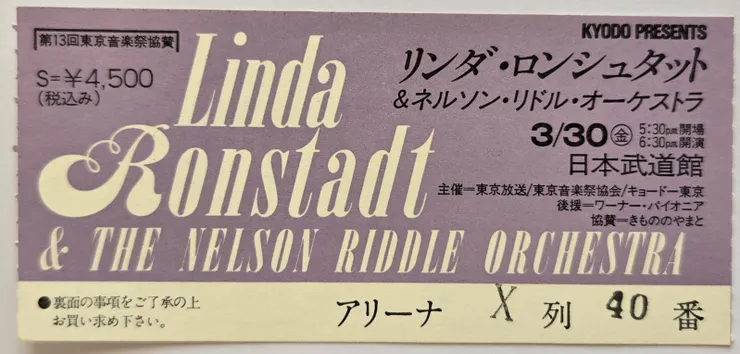 第13回東京音楽祭協賛
S=¥4,500
(税込み)
Linda
Ronstadt
& THE NELSON RIDDLE ORCHESTRA
KYODO PRESENTS
リンダ・ロンシュタット
&ネルソン・リドル・オーケストラ
3/30(金) 5:30pm開場
6:30pm開演
日本武道館
主催=東京放送/東京音楽祭協会/キョードー東京
後援=ワーナー・パイオニア
協賛=きもののやまと
●裏面の事項をご了承の上
お買い求め下さい。
アリーナ X 列 40 番